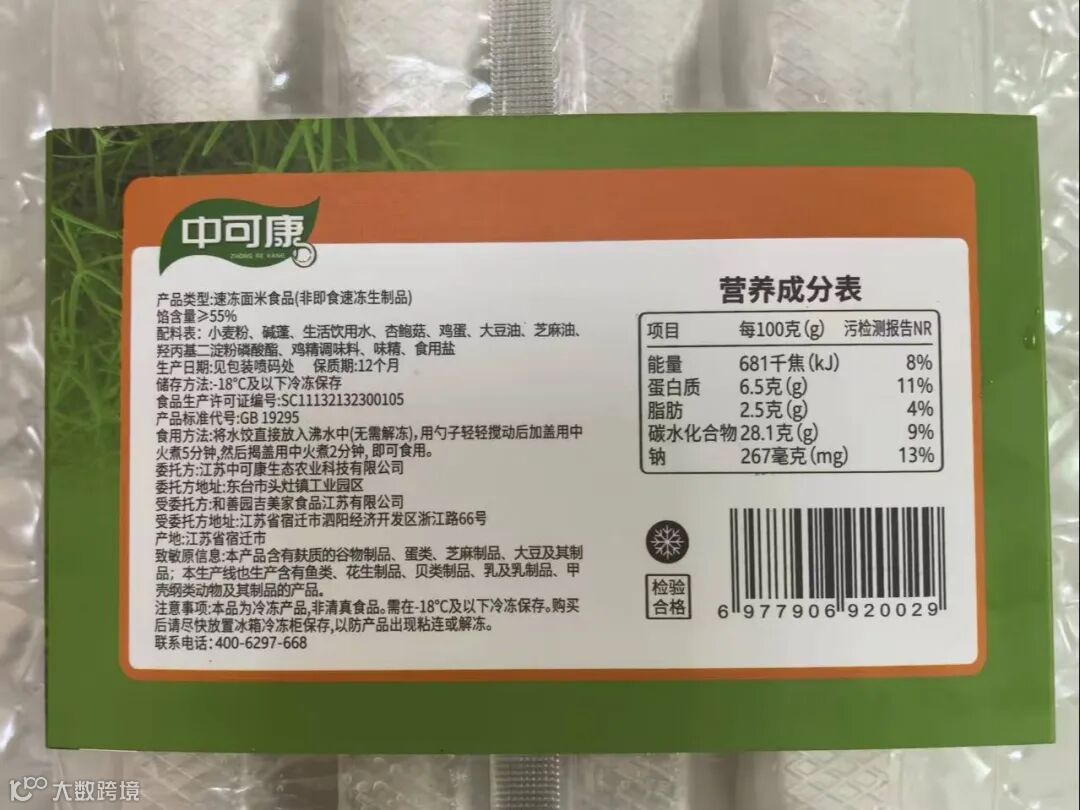 中可康
ZHONG KE KANG
产品类型:速冻面米食品(非即食速冻生制品)
馅含量≥55%
配料表：小麦粉、碱蓬、生活饮用水、杏鲍菇、鸡蛋、大豆油、芝麻油、
羟丙基二淀粉磷酸酯、鸡精调味料、味精、食用盐
生产日期:见包装喷码处 保质期:12个月
储存方法:-18℃及以下冷冻保存
食品生产许可证编号:SC11132132300105
产品标准代号:GB 19295
食用方法:将水饺直接放入沸水中(无需解冻)，用勺子轻轻搅动后加盖用中
火煮5分钟,然后揭盖用中火煮2分钟, 即可食用。
委托方:江苏中可康生态农业科技有限公司
委托方地址:东台市头灶镇工业园区
受委托方:和善园吉美家食品江苏有限公司
受委托方地址:江苏省宿迁市泗阳经济开发区浙江路66号
产地:江苏省宿迁市
致敏原信息:本产品含有麸质的谷物制品、蛋类、芝麻制品、大豆及其制
品；本生产线也生产含有鱼类、花生制品、贝类制品、乳及乳制品、甲
壳纲类动物及其制品的产品。
注意事项:本品为冷冻产品,非清真食品。需在-18℃及以下冷冻保存。购买
后请尽快放置冰箱冷冻柜保存,以防产品出现粘连或解冻。
联系电话：400-6297-668
营养成分表
项目 每100克(g) 污检测报告NR
能量 681千焦(kJ) 8%
蛋白质 6.5克(g) 11%
脂肪 2.5克(g) 4%
碳水化合物 28.1克(g) 9%
钠 267毫克(mg) 13%
检验
合格
6 977906 920029
大数跨境